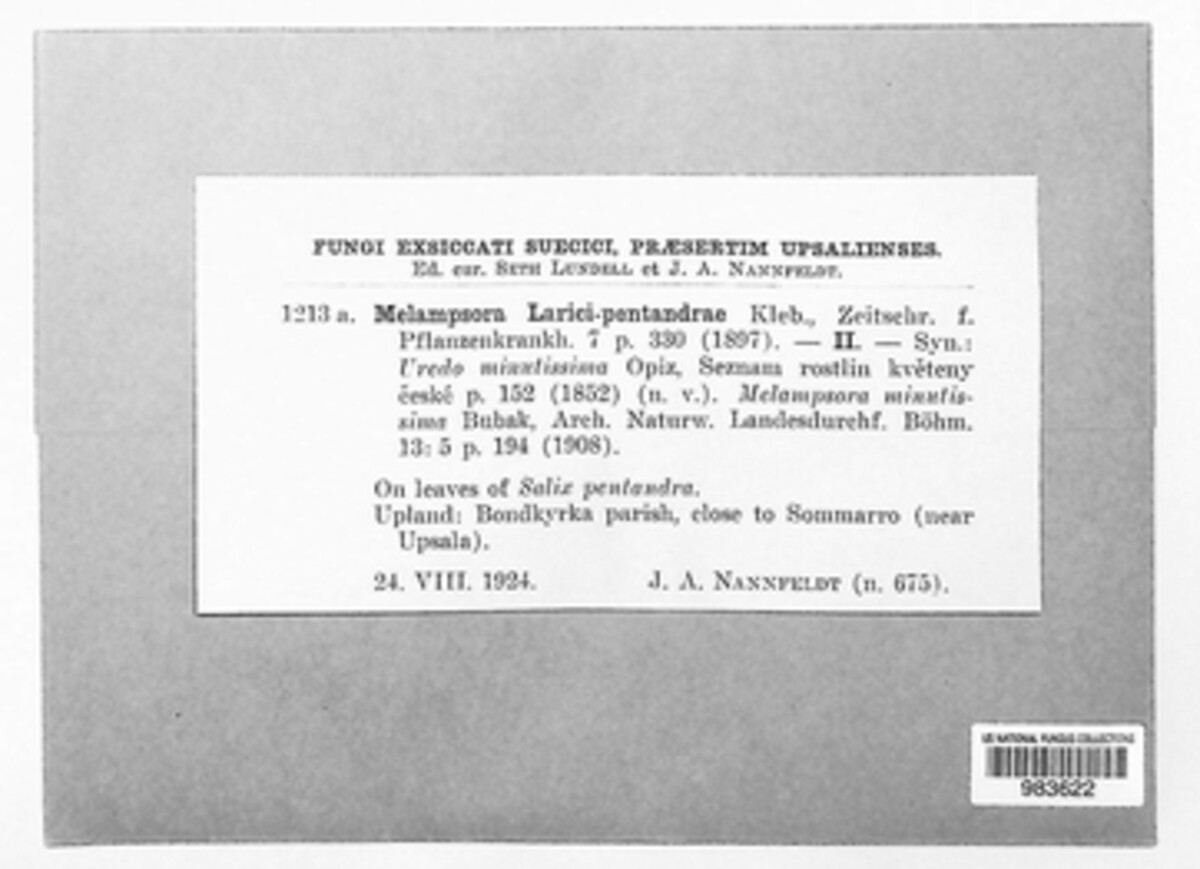 FUNGI EXSICCATI SUECICI, PRÆSERTIM UPSALIENSES.
Ed. cur. SETH LUNDELL et J. A. NANNFELDT.
1213 a. Melampsora Larici-pentandrae Kleb., Zeitschr. f.
Pflanzenkrankh. 7 p. 330 (1897). — II. — Syn.:
Uredo minutissima Opiz, Seznam rostlin květeny
české p. 152 (1852) (n. v.). Melampsora minutis-
sima Bubak, Arch. Naturw. Landesdurchf. Böhm.
13: 5 p. 194 (1908).
On leaves of Salix pentandra.
Upland: Bondkyrka parish, close to Sommarro (near
Upsala).
24. VIII. 1924. J. A. NANNFELDT (n. 675).
US NATIONAL FUNGUS COLLECTIONS
983622